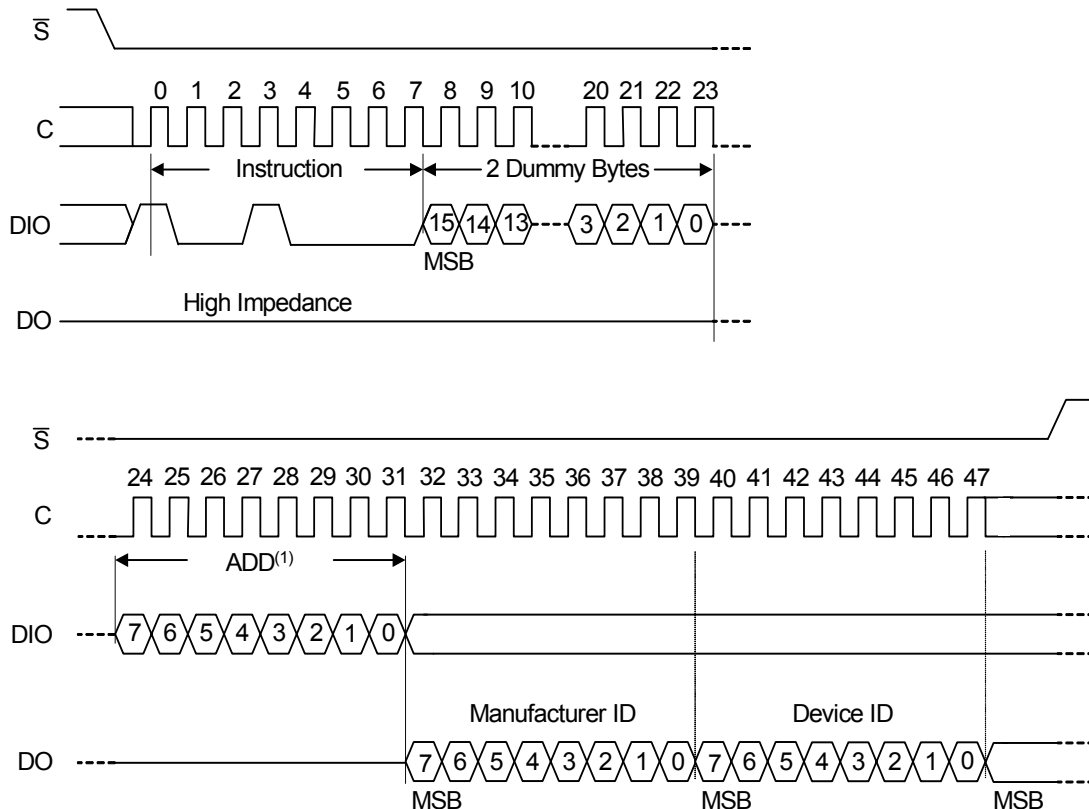 S̅
0 1 2 3 4 5 6 7 8 9 10 20 21 22 23
C
Instruction 2 Dummy Bytes
DIO 15 14 13 3 2 1 0
MSB
High Impedance
DO
S̅
24 25 26 27 28 29 30 31 32 33 34 35 36 37 38 39 40 41 42 43 44 45 46 47
C
ADD(1)
DIO 7 6 5 4 3 2 1 0
Manufacturer ID Device ID
DO 7 6 5 4 3 2 1 0 7 6 5 4 3 2 1 0
MSB MSB MSB